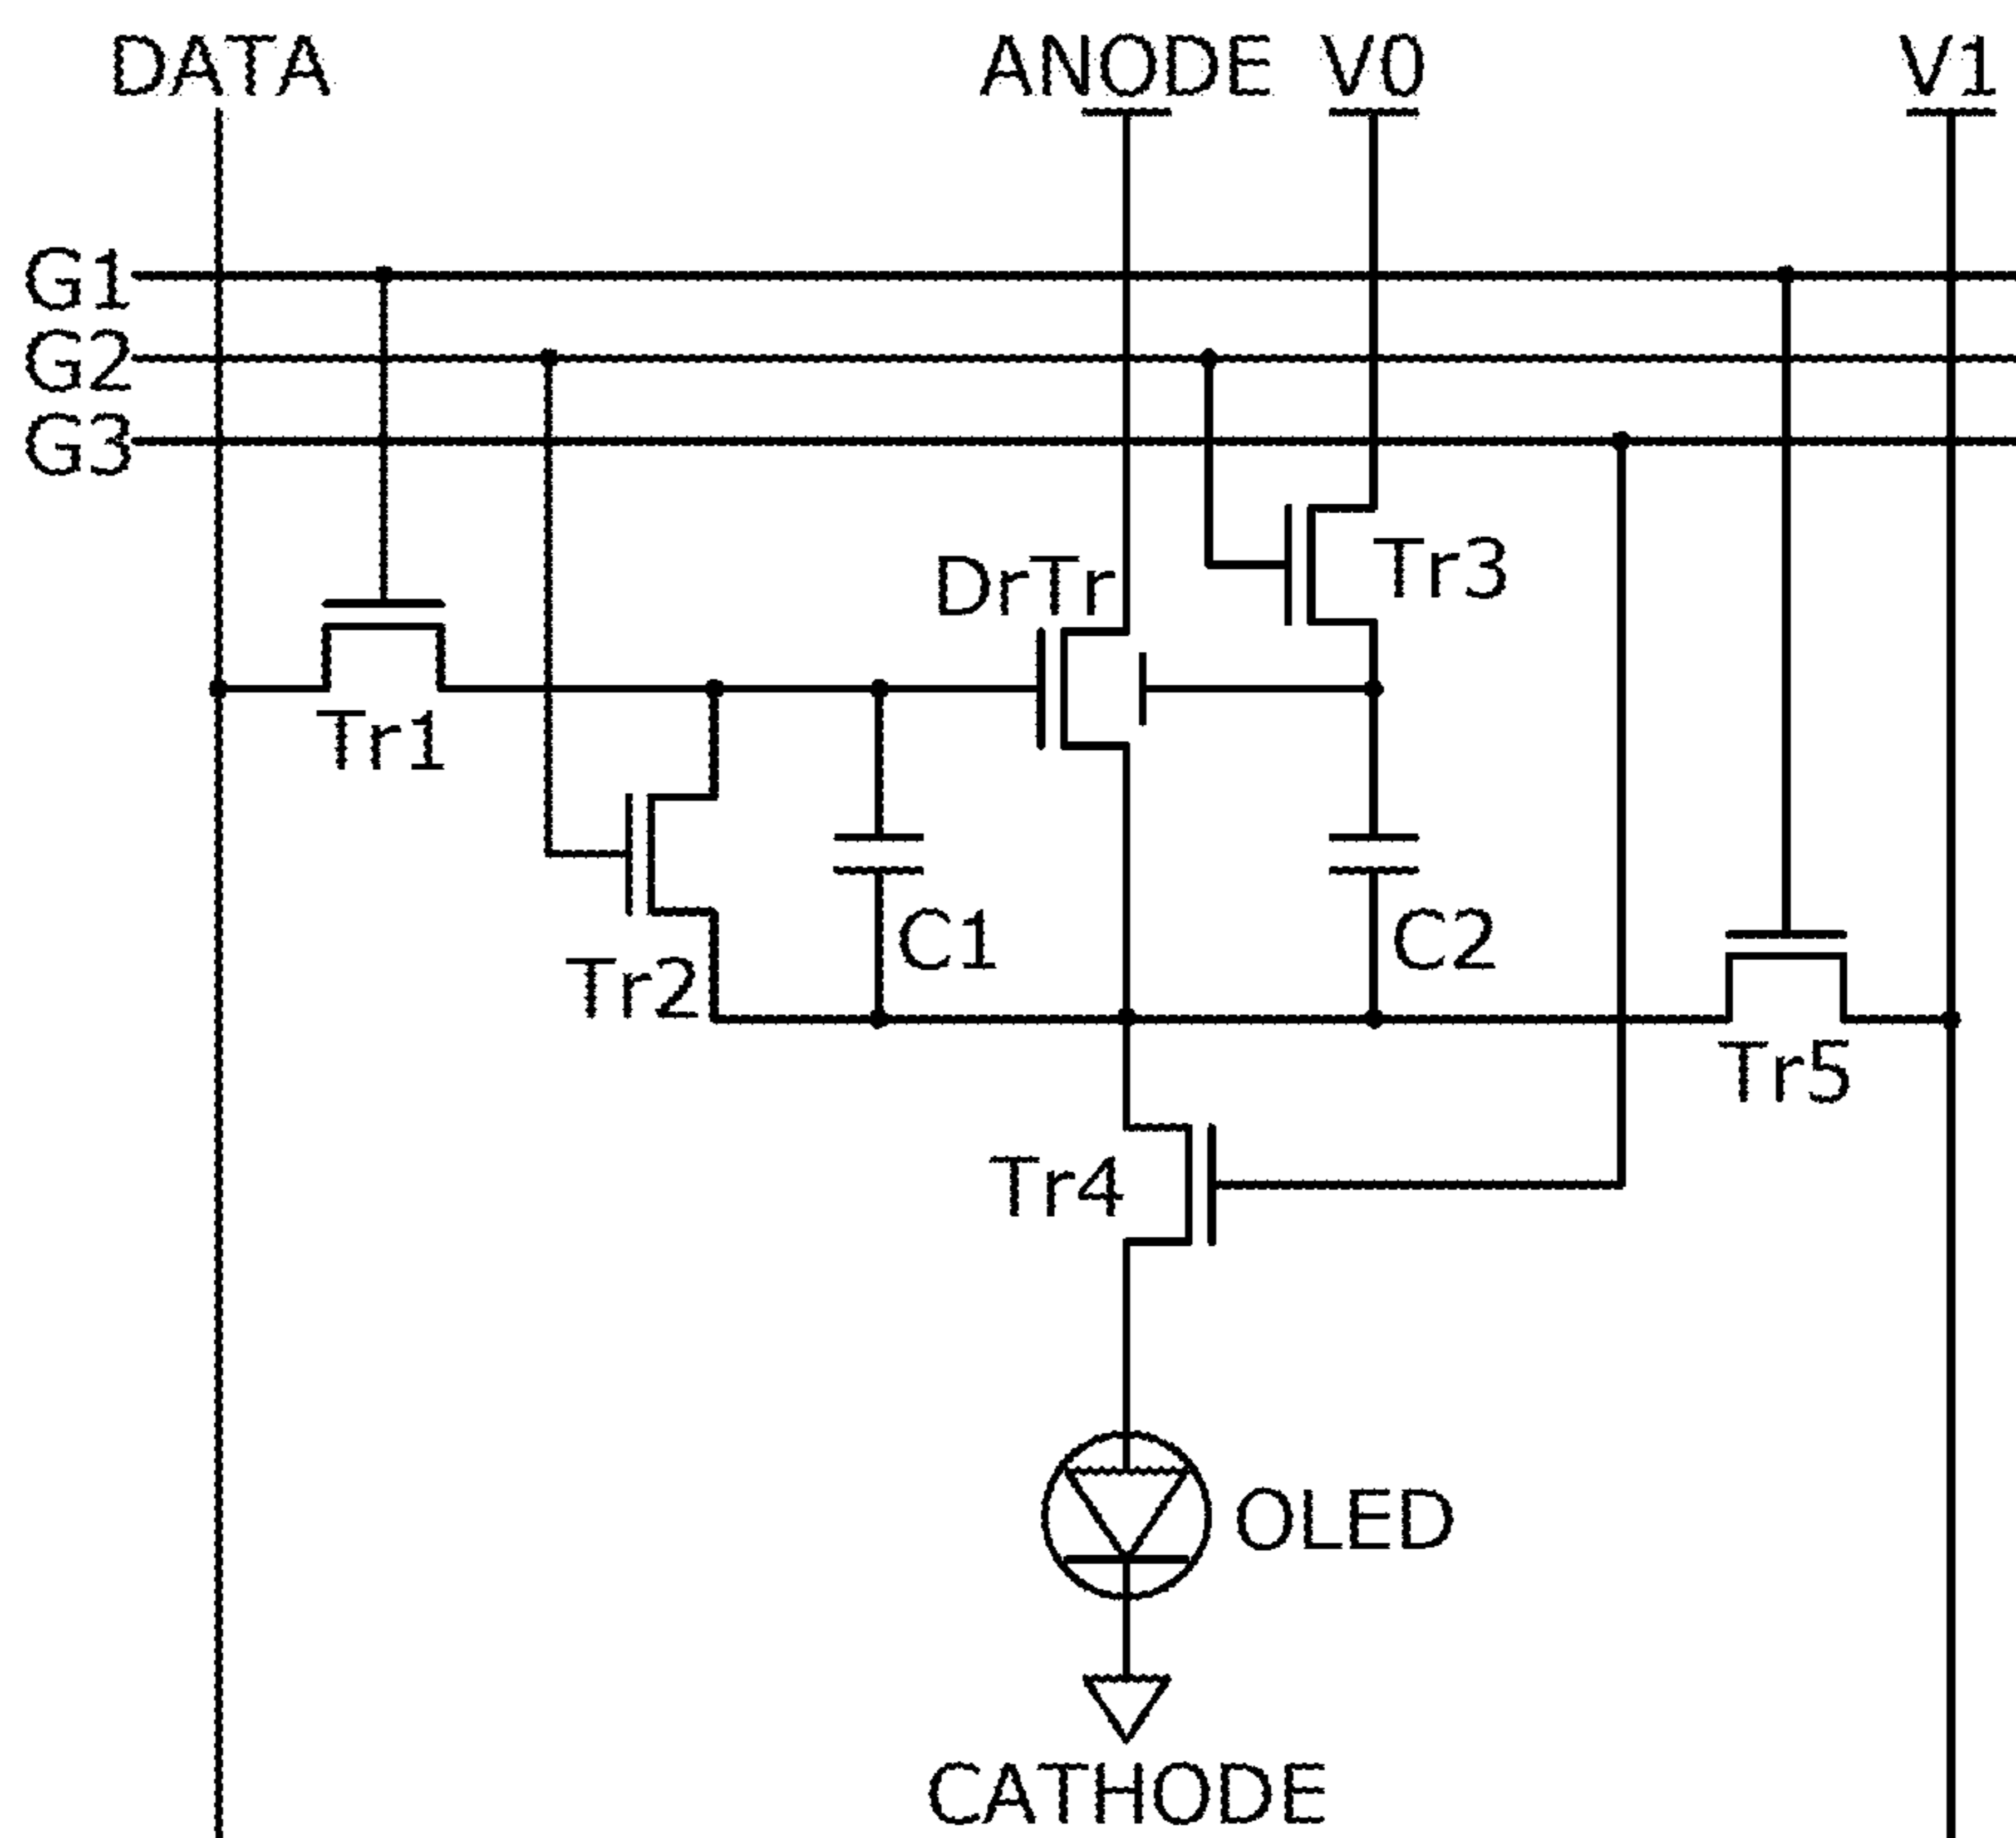 DATA
ANODE
V0
V1
G1
G2
G3
DrTr
Tr3
Tr1
C1
C2
Tr2
Tr5
Tr4
OLED
CATHODE